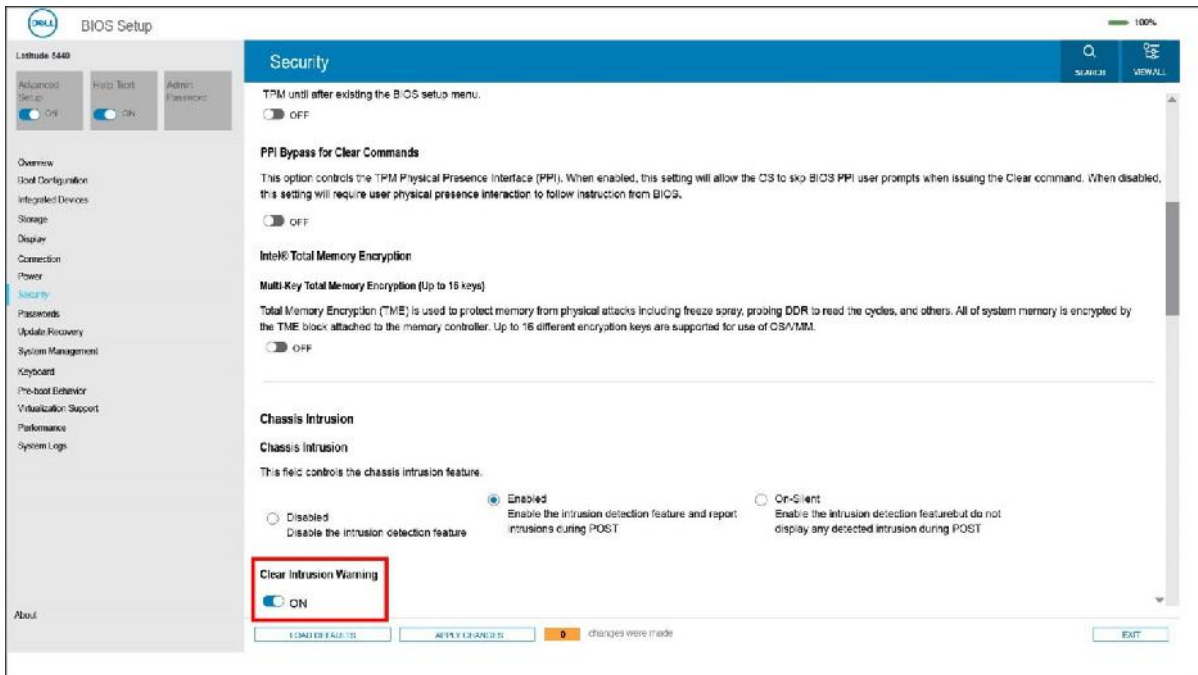 DELL
BIOS Setup
100%
Latitude 5440
Advanced Setup
Off
Help Text
ON
Admin Password
Overview
Boot Configuration
Integrated Devices
Storage
Display
Connection
Power
Security
Passwords
Update Recovery
System Management
Keyboard
Pre-boot Behavior
Virtualization Support
Performance
System Logs
About
Security
SEARCH
VIEW ALL
TPM until after existing the BIOS setup menu.
OFF
PPI Bypass for Clear Commands
This option controls the TPM Physical Presence Interface (PPI). When enabled, this setting will allow the OS to skp BIOS PPI user prompts when issuing the Clear command. When disabled,
this setting will require user physical presence interaction to follow instruction from BIOS.
OFF
Intel® Total Memory Encryption
Multi-Key Total Memory Encryption (Up to 16 keys)
Total Memory Encryption (TME) is used to protect memory from physical attacks including freeze spray, probing DDR to read the cycles, and others. All of system memory is encrypted by
the TME block attached to the memory controller. Up to 16 different encryption keys are supported for use of OS/VMM.
OFF
Chassis Intrusion
Chassis Intrusion
This field controls the chassis intrusion feature.
Disabled
Disable the intrusion detection feature
Enabled
Enable the intrusion detection feature and report
intrusions during POST
On-Silent
Enable the intrusion detection featurebut do not
display any detected intrusion during POST
Clear Intrusion Warning
ON
LOAD DEFAULTS
APPLY CHANGES
0
changes were made
EXIT